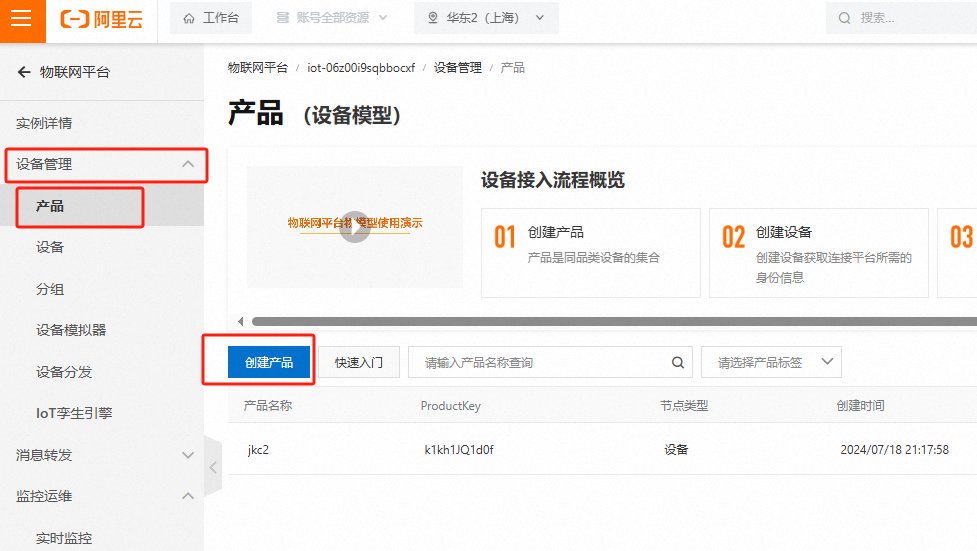 阿里云
工作台
账号全部资源
华东2（上海）
搜索...
物联网平台
实例详情
设备管理
产品
设备
分组
设备模拟器
设备分发
IoT孪生引擎
消息转发
监控运维
实时监控
物联网平台 / iot-06z00i9sqbbocxf / 设备管理 / 产品
产品 （设备模型）
物联网平台物模型使用演示
设备接入流程概览
01 创建产品
产品是同品类设备的集合
02 创建设备
创建设备获取连接平台所需的
身份信息
03
创建产品
快速入门
请输入产品名称查询
请选择产品标签
产品名称 ProductKey 节点类型 创建时间
jkc2 k1kh1JQ1d0f 设备 2024/07/18 21:17:58